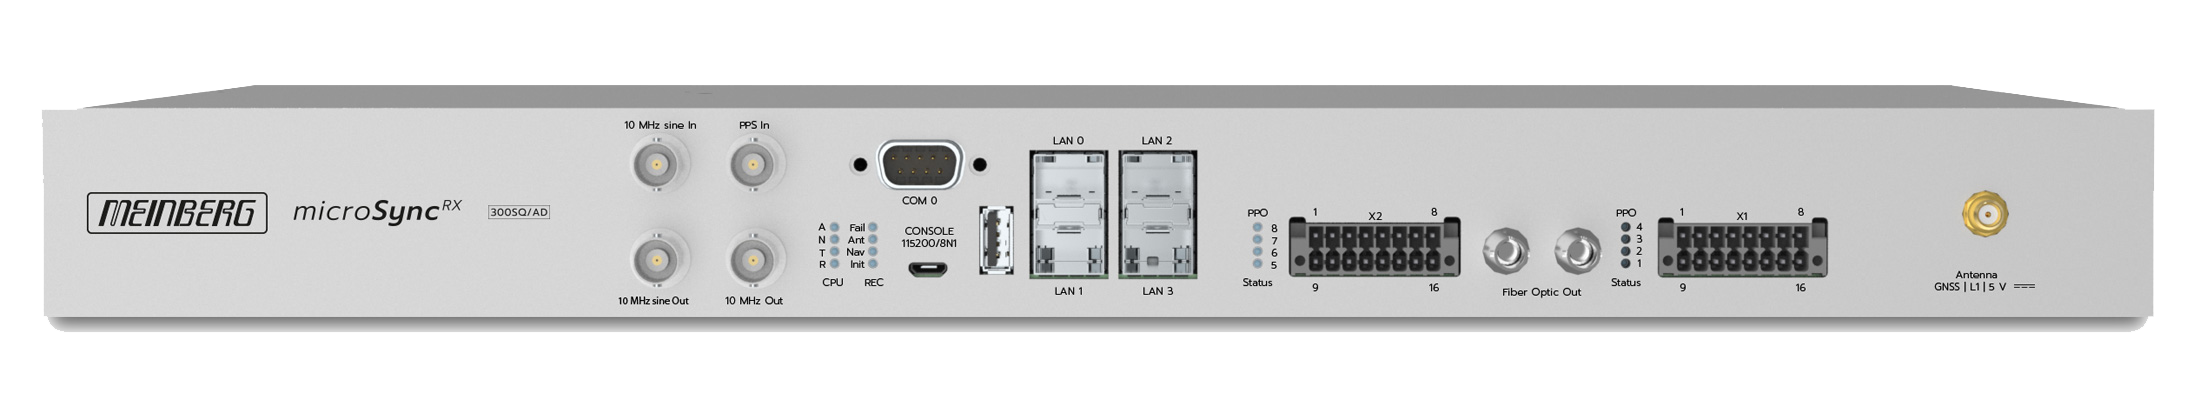 MEINBERG
microSync RX
300SQ/AD
10 MHz sine In
PPS In
10 MHz sine Out
10 MHz Out
COM 0
A
N
T
R
CPU
Fail
Ant
Nav
Init
REC
CONSOLE
115200/8N1
LAN 0
LAN 1
LAN 2
LAN 3
PPO
8
7
6
5
Status
1
X2
8
9
16
Fiber Optic Out
PPO
4
3
2
1
Status
1
X1
8
9
16
Antenna
GNSS | L1 | 5 V